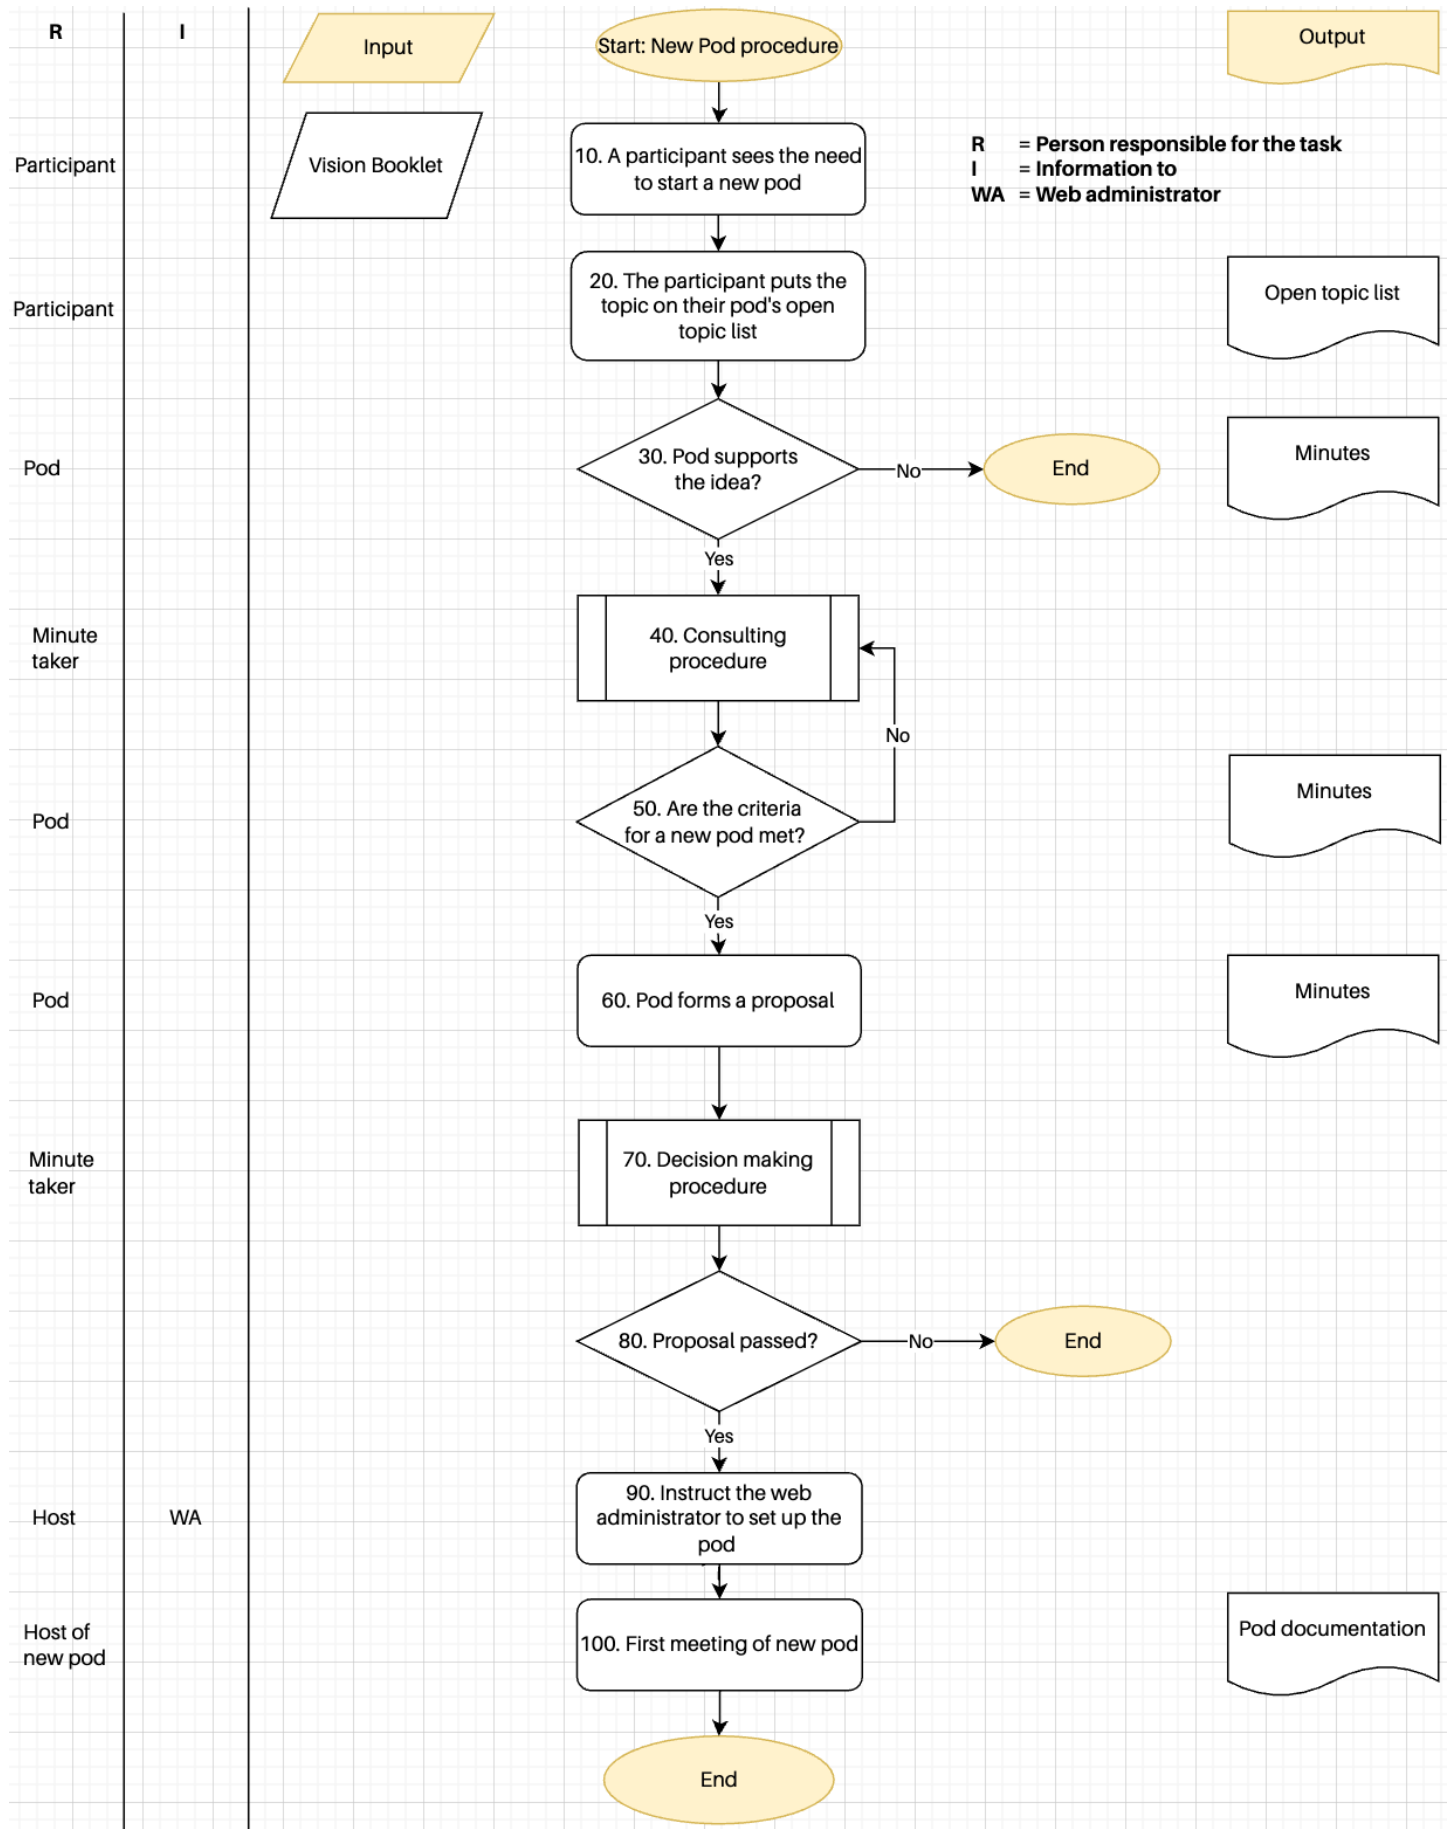 R
I
Input
Start: New Pod procedure
Output
Participant
Vision Booklet
10. A participant sees the need
to start a new pod
R = Person responsible for the task
I = Information to
WA = Web administrator
Participant
20. The participant puts the
topic on their pod's open
topic list
Open topic list
Pod
30. Pod supports
the idea?
No
End
Minutes
Yes
Minute
taker
40. Consulting
procedure
No
Pod
50. Are the criteria
for a new pod met?
Minutes
Yes
Pod
60. Pod forms a proposal
Minutes
Minute
taker
70. Decision making
procedure
80. Proposal passed?
No
End
Yes
Host
WA
90. Instruct the web
administrator to set up the
pod
Host of
new pod
100. First meeting of new pod
Pod documentation
End